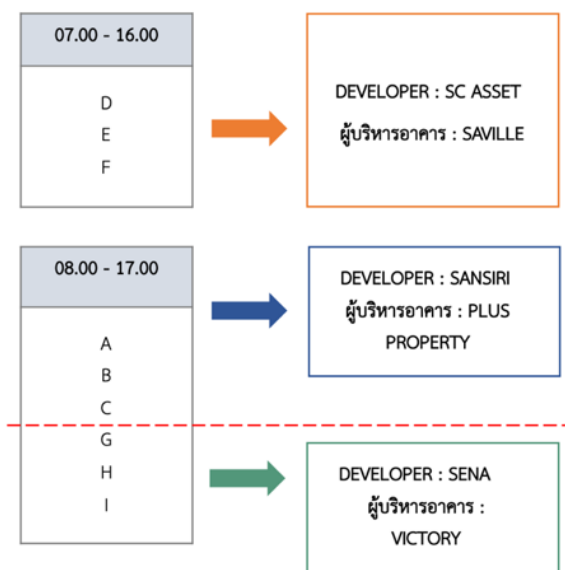 07.00 - 16.00
D
E
F
DEVELOPER : SC ASSET
ผู้บริหารอาคาร : SAVILLE
08.00 - 17.00
A
B
C
G
H
I
DEVELOPER : SANSIRI
ผู้บริหารอาคาร : PLUS
PROPERTY
DEVELOPER : SENA
ผู้บริหารอาคาร :
VICTORY